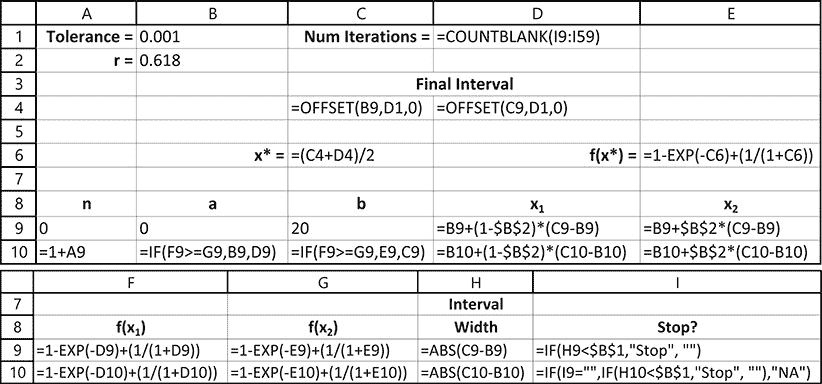 A B C D E
1 Tolerance = 0.001 Num Iterations = =COUNTBLANK(I9:I59)
2 r = 0.618
3 Final Interval
4 =OFFSET(B9,D1,0) =OFFSET(C9,D1,0)
5
6 x* = =(C4+D4)/2 f(x*) = =1-EXP(-C6)+(1/(1+C6))
7
8 n a b x₁ x₂
9 0 0 20 =B9+(1-$B$2)*(C9-B9) =B9+$B$2*(C9-B9)
10 =1+A9 =IF(F9>=G9,B9,D9) =IF(F9>=G9,E9,C9) =B10+(1-$B$2)*(C10-B10) =B10+$B$2*(C10-B10)
F G H I
7 Interval
8 f(x₁) f(x₂) Width Stop?
9 =1-EXP(-D9)+(1/(1+D9)) =1-EXP(-E9)+(1/(1+E9)) =ABS(C9-B9) =IF(H9<$B$1,"Stop", "")
10 =1-EXP(-D10)+(1/(1+D10)) =1-EXP(-E10)+(1/(1+E10)) =ABS(C10-B10) =IF(I9="",IF(H10<$B$1,"Stop", ""),"NA")